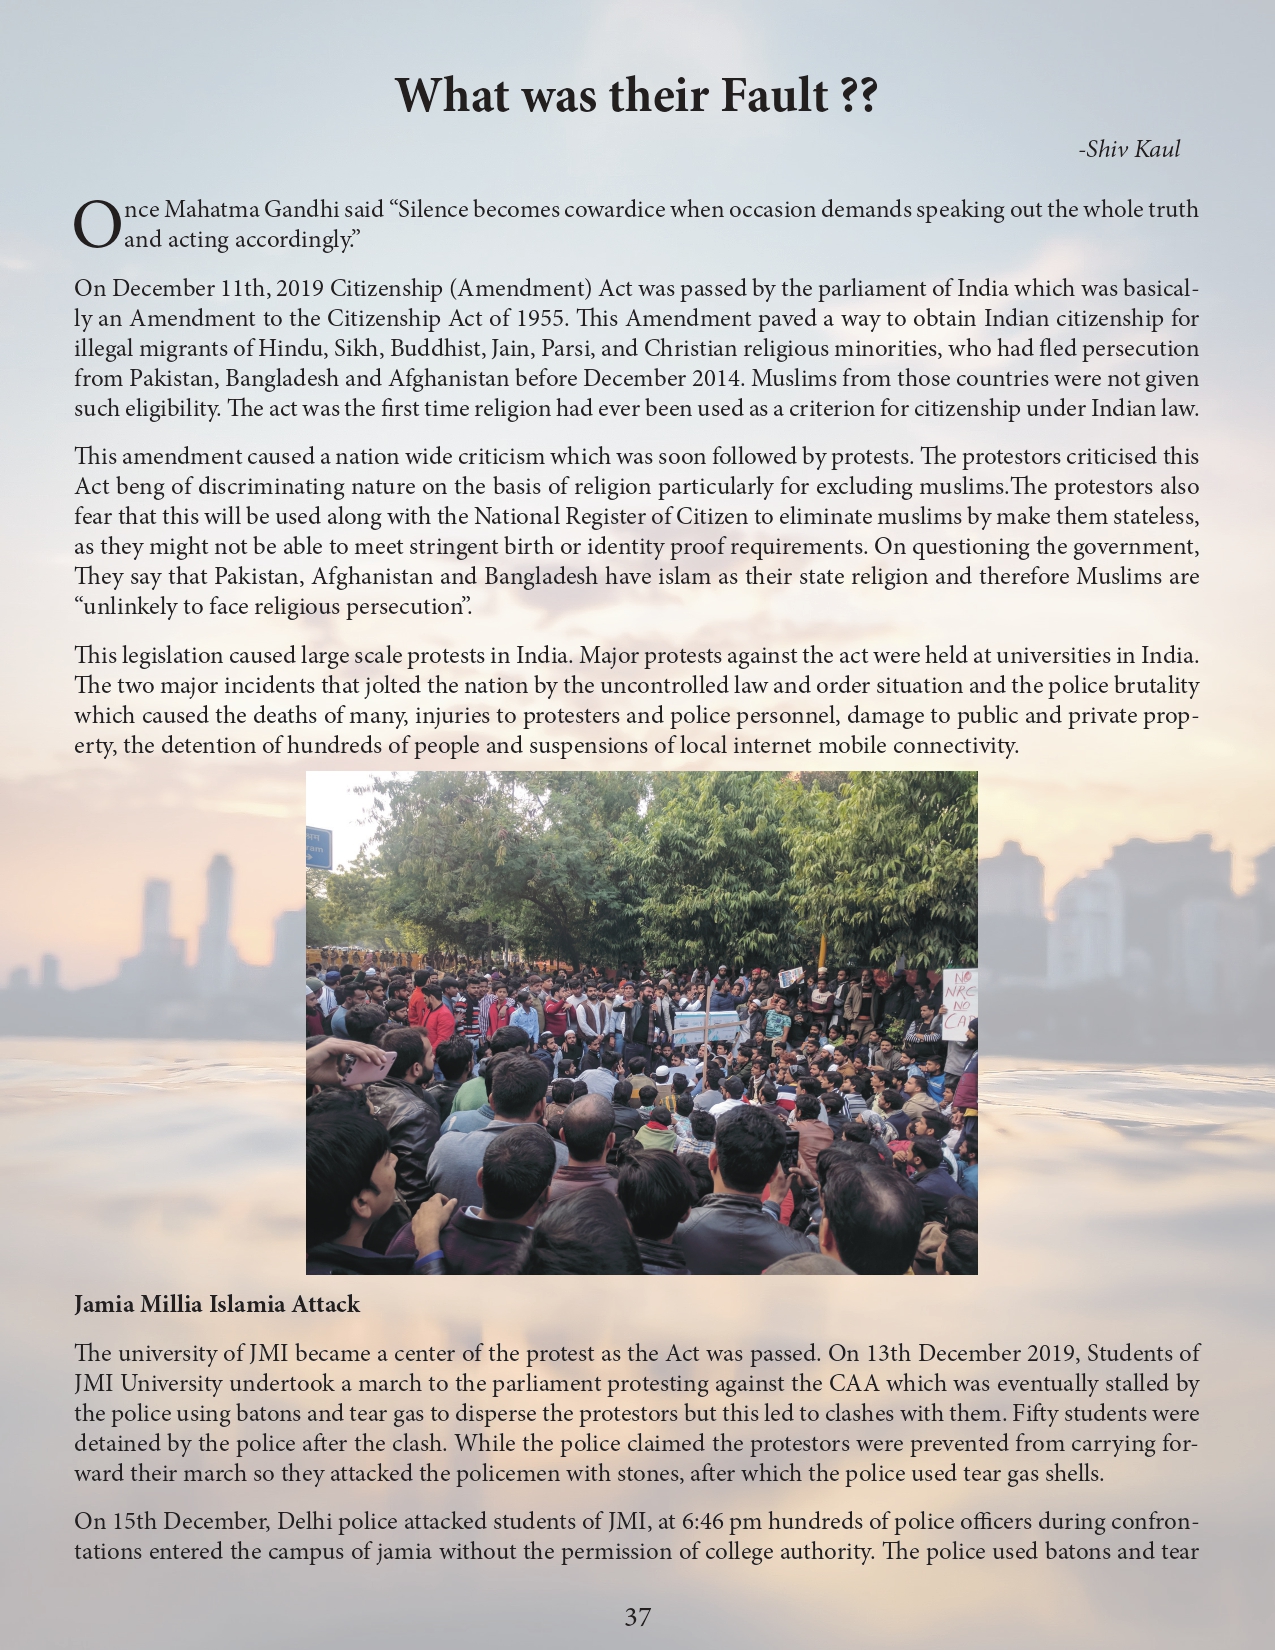 What was their Fault ??
-Shiv Kaul
Once Mahatma Gandhi said “Silence becomes cowardice when occasion demands speaking out the whole truth
and acting accordingly.”
On December 11th, 2019 Citizenship (Amendment) Act was passed by the parliament of India which was basical-
ly an Amendment to the Citizenship Act of 1955. This Amendment paved a way to obtain Indian citizenship for
illegal migrants of Hindu, Sikh, Buddhist, Jain, Parsi, and Christian religious minorities, who had fled persecution
from Pakistan, Bangladesh and Afghanistan before December 2014. Muslims from those countries were not given
such eligibility. The act was the first time religion had ever been used as a criterion for citizenship under Indian law.
This amendment caused a nation wide criticism which was soon followed by protests. The protestors criticised this
Act beng of discriminating nature on the basis of religion particularly for excluding muslims.The protestors also
fear that this will be used along with the National Register of Citizen to eliminate muslims by make them stateless,
as they might not be able to meet stringent birth or identity proof requirements. On questioning the government,
They say that Pakistan, Afghanistan and Bangladesh have islam as their state religion and therefore Muslims are
“unlinkely to face religious persecution”.
This legislation caused large scale protests in India. Major protests against the act were held at universities in India.
The two major incidents that jolted the nation by the uncontrolled law and order situation and the police brutality
which caused the deaths of many, injuries to protesters and police personnel, damage to public and private prop-
erty, the detention of hundreds of people and suspensions of local internet mobile connectivity.
ram
NO
NRC
NO
CAB
Jamia Millia Islamia Attack
The university of JMI became a center of the protest as the Act was passed. On 13th December 2019, Students of
JMI University undertook a march to the parliament protesting against the CAA which was eventually stalled by
the police using batons and tear gas to disperse the protestors but this led to clashes with them. Fifty students were
detained by the police after the clash. While the police claimed the protestors were prevented from carrying for-
ward their march so they attacked the policemen with stones, after which the police used tear gas shells.
On 15th December, Delhi police attacked students of JMI, at 6:46 pm hundreds of police officers during confron-
tations entered the campus of jamia without the permission of college authority. The police used batons and tear
37